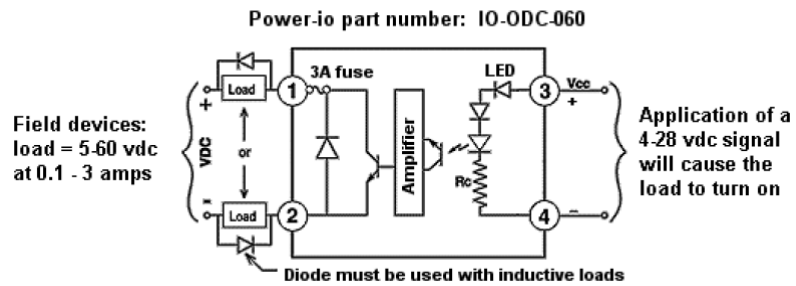 Power-io part number: IO-ODC-060
Field devices:
load = 5-60 vdc
at 0.1 - 3 amps
VDC
+
-
Load
or
Load
1
2
3A fuse
Amplifier
LED
Rc
3
4
Vcc
+
-
Application of a
4-28 vdc signal
will cause the
load to turn on
Diode must be used with inductive loads